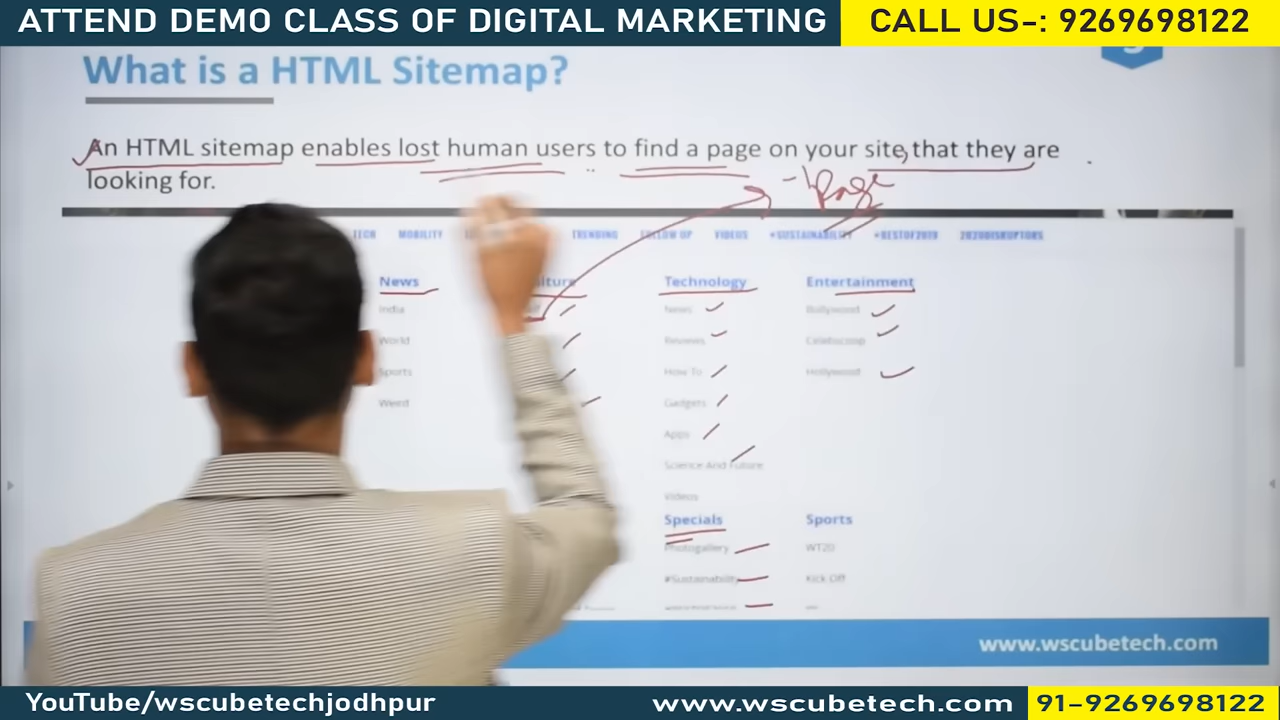 ATTEND DEMO CLASS OF DIGITAL MARKETING CALL US-: 9269698122
What is a HTML Sitemap?
An HTML sitemap enables lost human users to find a page on your site, that they are
looking for.
Page
TECH MOBILITY TRENDING FOLLOW UP VIDEOS +SUSTAINABILITY +BESTOF2019 2020DISRUPTORS
News Technology Entertainment
India News Bollywood
World Reviews Celebscoop
Sports How To Hollywood
Weird Gadgets
Apps
Science And Future
Videos
Specials Sports
Photogallery WT20
#Sustainability Kick Off
www.wscubetech.com
YouTube/wscubetechjodhpur www.wscubetech.com 91-9269698122